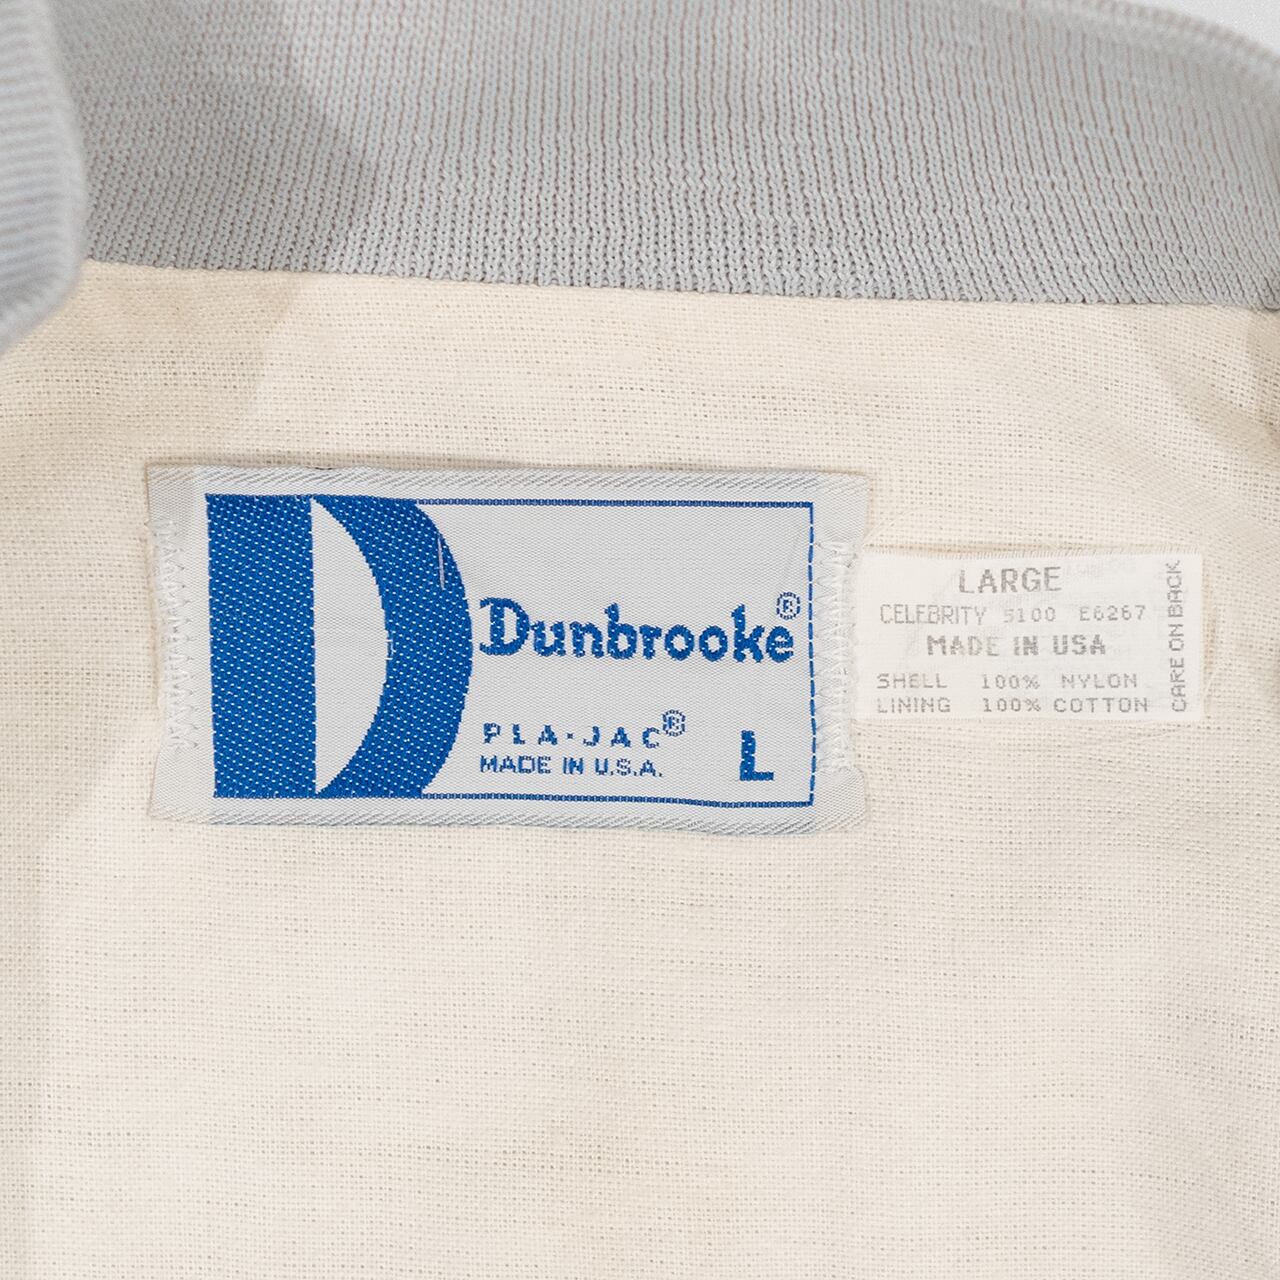 D
Dunbrooke®
PLA-JAC®
MADE IN U.S.A.
L
LARGE
CELEBRITY 5100 E6267
MADE IN USA
SHELL 100% NYLON
LINING 100% COTTON
CARE ON BACK